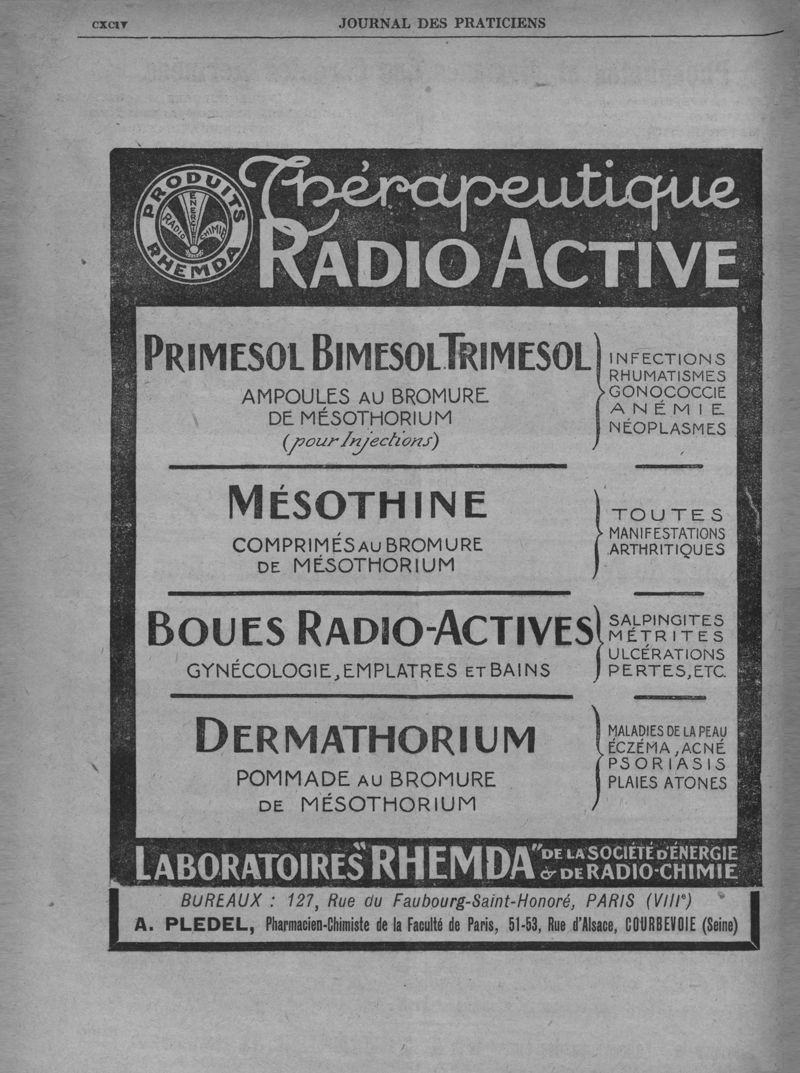 CXCIV
JOURNAL DES PRATICIENS
PRODUITS
RHEMDA
ENERGIE
RADIO
CHIMIE
Thérapeutique
RADIO ACTIVE
PRIMESOL BIMESOL.TRIMESOL
AMPOULES AU BROMURE
DE MÉSOTHORIUM
(pour Injections)
INFECTIONS
RHUMATISMES
GONOCOCCIE
ANÉMIE
NÉOPLASMES
MÉSOTHINE
COMPRIMÉS AU BROMURE
DE MÉSOTHORIUM
TOUTES
MANIFESTATIONS
ARTHRITIQUES
BOUES RADIO-ACTIVES
GYNÉCOLOGIE, EMPLATRES ET BAINS
SALPINGITES
MÉTRITES
ULCÉRATIONS
PERTES, ETC.
DERMATHORIUM
POMMADE AU BROMURE
DE MÉSOTHORIUM
MALADIES DE LA PEAU
ÉCZÉMA, ACNÉ
PSORIASIS
PLAIES ATONES
LABORATOIRES "RHEMDA" DE LA SOCIÉTÉ D'ÉNERGIE
& DE RADIO-CHIMIE
BUREAUX : 127, Rue du Faubourg-Saint-Honoré, PARIS (VIIIe)
A. PLEDEL, Pharmacien-Chimiste de la Faculté de Paris, 51-53, Rue d'Alsace, COURBEVOIE (Seine)